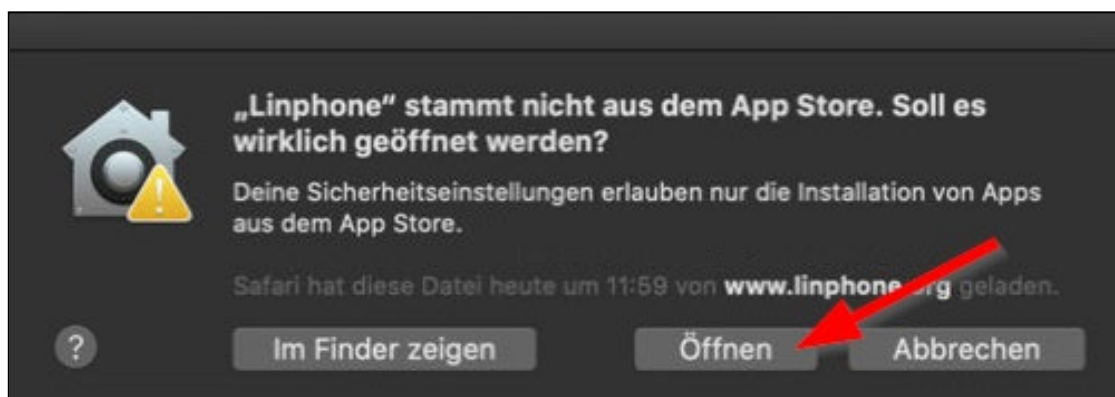 „Linphone“ stammt nicht aus dem App Store. Soll es
wirklich geöffnet werden?
Deine Sicherheitseinstellungen erlauben nur die Installation von Apps
aus dem App Store.
Safari hat diese Datei heute um 11:59 von www.linphone.org geladen.
? Im Finder zeigen Öffnen Abbrechen